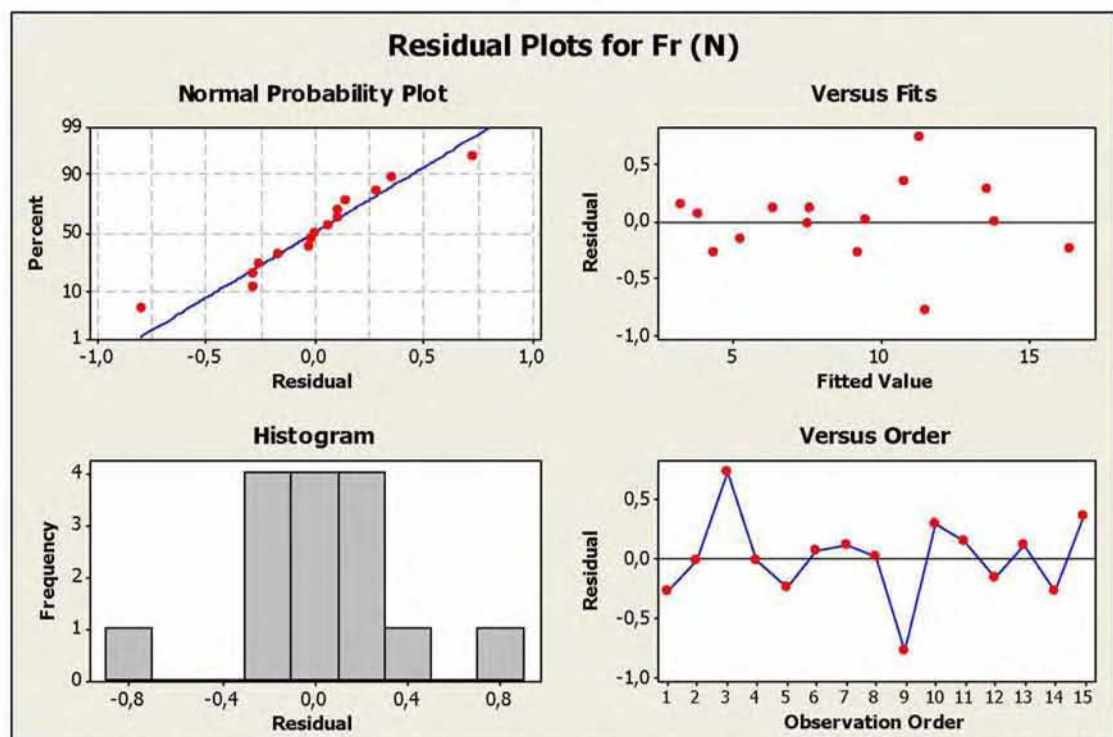 Residual Plots for Fr (N)
Normal Probability Plot
Percent
99
90
50
10
1
-1,0 -0,5 0,0 0,5 1,0
Residual
Versus Fits
Residual
0,5
0,0
-0,5
-1,0
5 10 15
Fitted Value
Histogram
Frequency
4
3
2
1
0
-0,8 -0,4 0,0 0,4 0,8
Residual
Versus Order
Residual
0,5
0,0
-0,5
-1,0
1 2 3 4 5 6 7 8 9 10 11 12 13 14 15
Observation Order